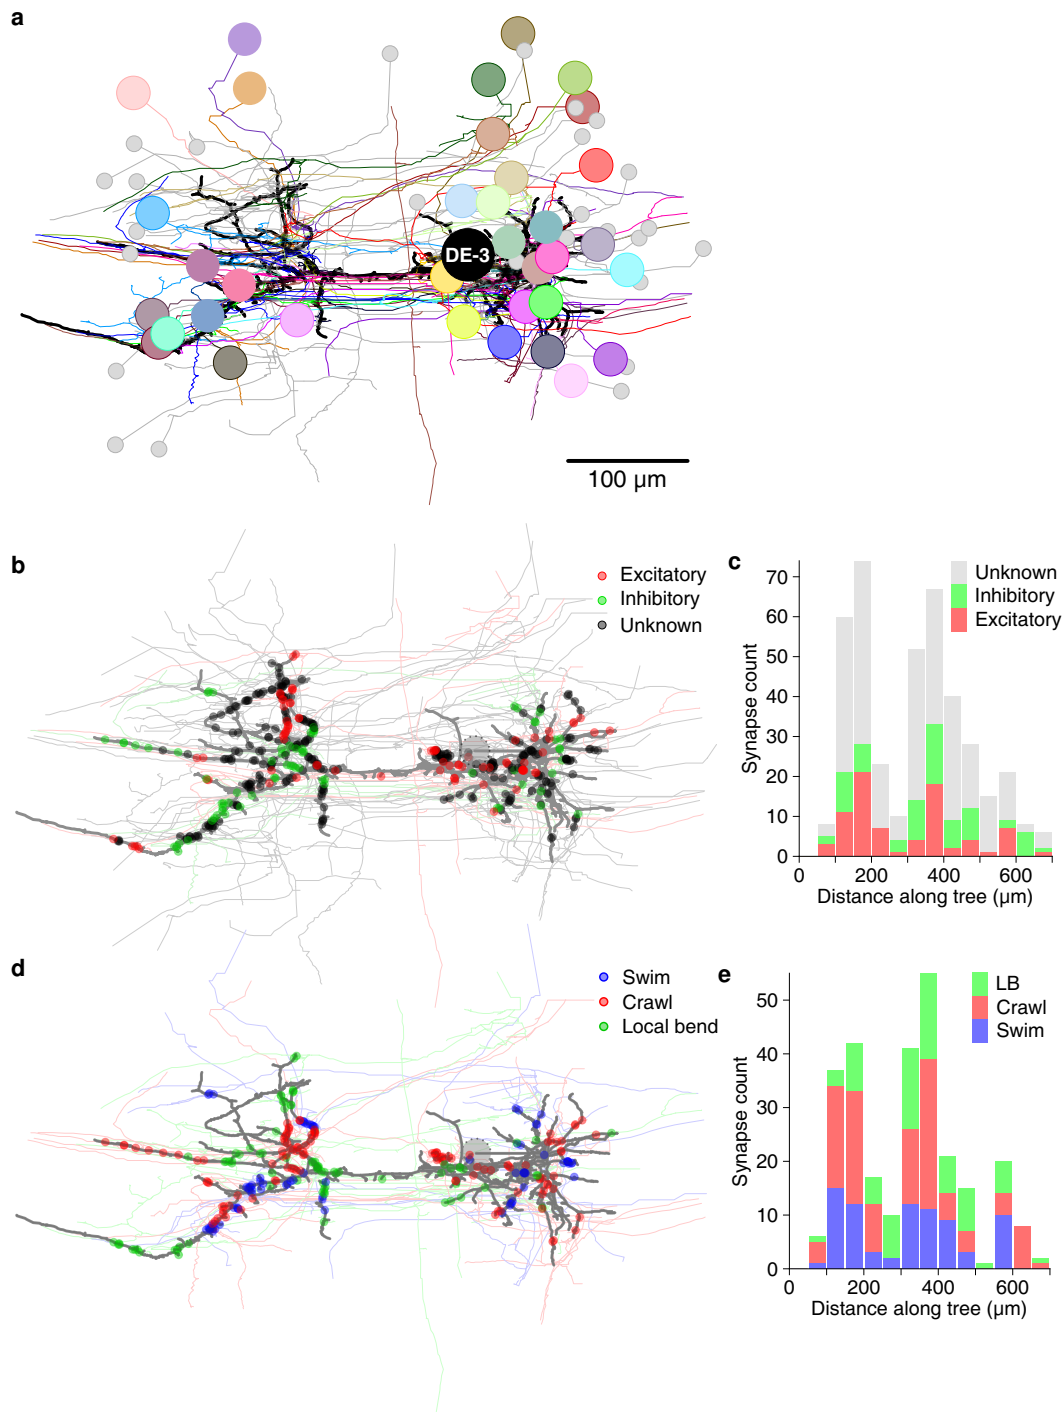 a
DE-3
100 µm
b
Excitatory
Inhibitory
Unknown
c
Unknown
Inhibitory
Excitatory
Synapse count
70
60
50
40
30
20
10
0
0 200 400 600
Distance along tree (µm)
d
Swim
Crawl
Local bend
e
LB
Crawl
Swim
Synapse count
50
40
30
20
10
0
0 200 400 600
Distance along tree (µm)